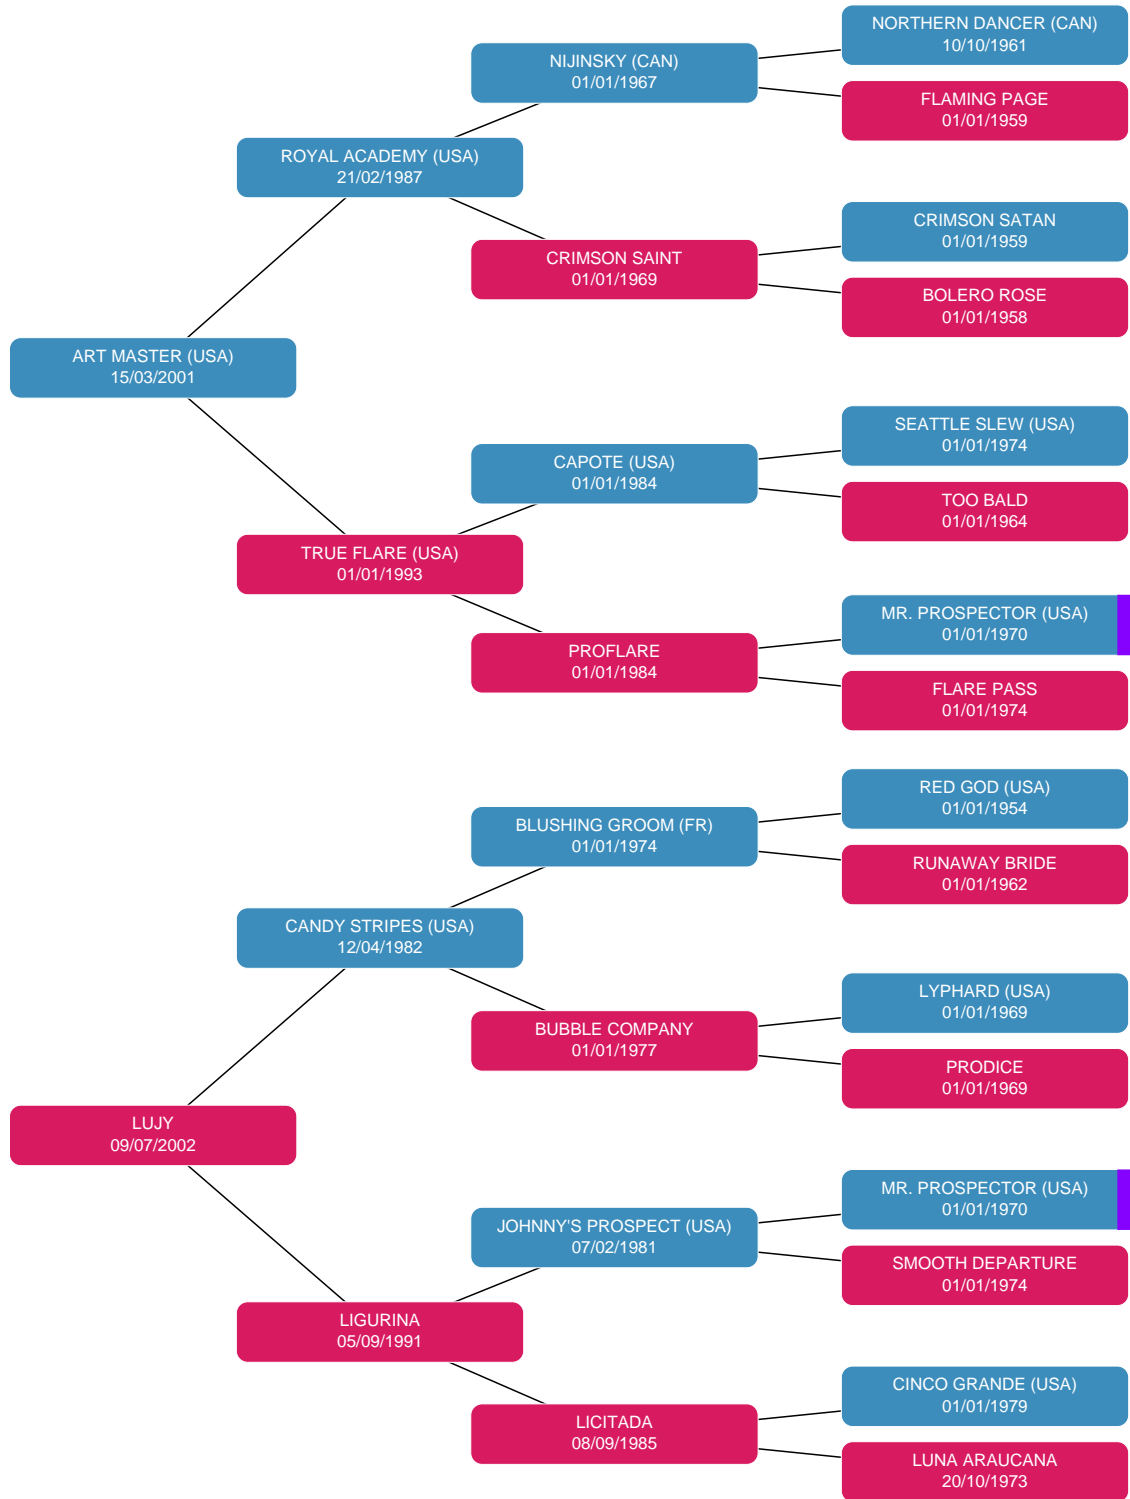 NORTHERN DANCER (CAN)
10/10/1961
NIJINSKY (CAN)
01/01/1967
FLAMING PAGE
01/01/1959
ROYAL ACADEMY (USA)
21/02/1987
CRIMSON SATAN
01/01/1959
CRIMSON SAINT
01/01/1969
BOLERO ROSE
01/01/1958
ART MASTER (USA)
15/03/2001
SEATTLE SLEW (USA)
01/01/1974
CAPOTE (USA)
01/01/1984
TOO BALD
01/01/1964
TRUE FLARE (USA)
01/01/1993
MR. PROSPECTOR (USA)
01/01/1970
PROFLARE
01/01/1984
FLARE PASS
01/01/1974
RED GOD (USA)
01/01/1954
BLUSHING GROOM (FR)
01/01/1974
RUNAWAY BRIDE
01/01/1962
CANDY STRIPES (USA)
12/04/1982
LYPHARD (USA)
01/01/1969
BUBBLE COMPANY
01/01/1977
PRODICE
01/01/1969
LUJY
09/07/2002
MR. PROSPECTOR (USA)
01/01/1970
JOHNNY'S PROSPECT (USA)
07/02/1981
SMOOTH DEPARTURE
01/01/1974
LIGURINA
05/09/1991
CINCO GRANDE (USA)
01/01/1979
LICITADA
08/09/1985
LUNA ARAUCANA
20/10/1973